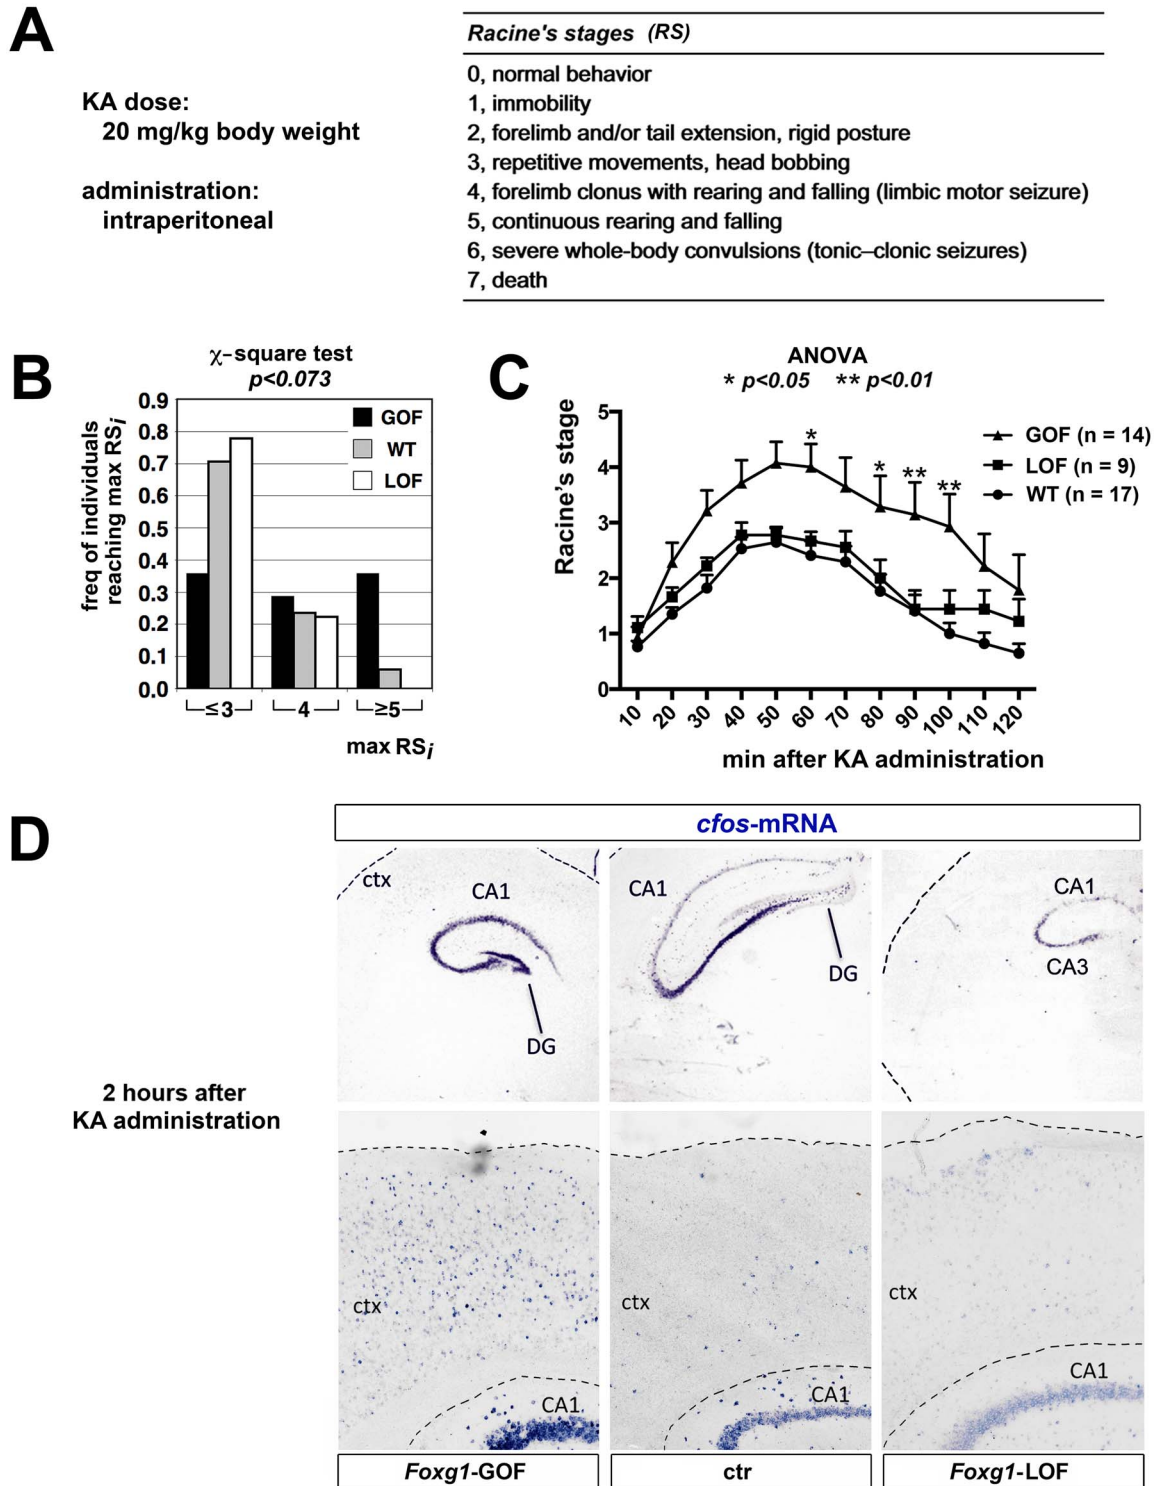 A
KA dose:
20 mg/kg body weight
administration:
intraperitoneal
Racine's stages (RS)
0, normal behavior
1, immobility
2, forelimb and/or tail extension, rigid posture
3, repetitive movements, head bobbing
4, forelimb clonus with rearing and falling (limbic motor seizure)
5, continuous rearing and falling
6, severe whole-body convulsions (tonic–clonic seizures)
7, death
B
χ-square test
p<0.073
freq of individuals
reaching max RSi
0.9
0.8
0.7
0.6
0.5
0.4
0.3
0.2
0.1
0.0
GOF
WT
LOF
≤3
4
≥5
max RSi
C
ANOVA
* p<0.05 ** p<0.01
Racine's stage
5
4
3
2
1
0
* * ** **
GOF (n = 14)
LOF (n = 9)
WT (n = 17)
10 20 30 40 50 60 70 80 90 100 110 120
min after KA administration
D
cfos-mRNA
ctx
CA1
DG
CA1
DG
CA1
CA3
2 hours after
KA administration
ctx
CA1
ctx
CA1
ctx
CA1
Foxg1-GOF
ctr
Foxg1-LOF